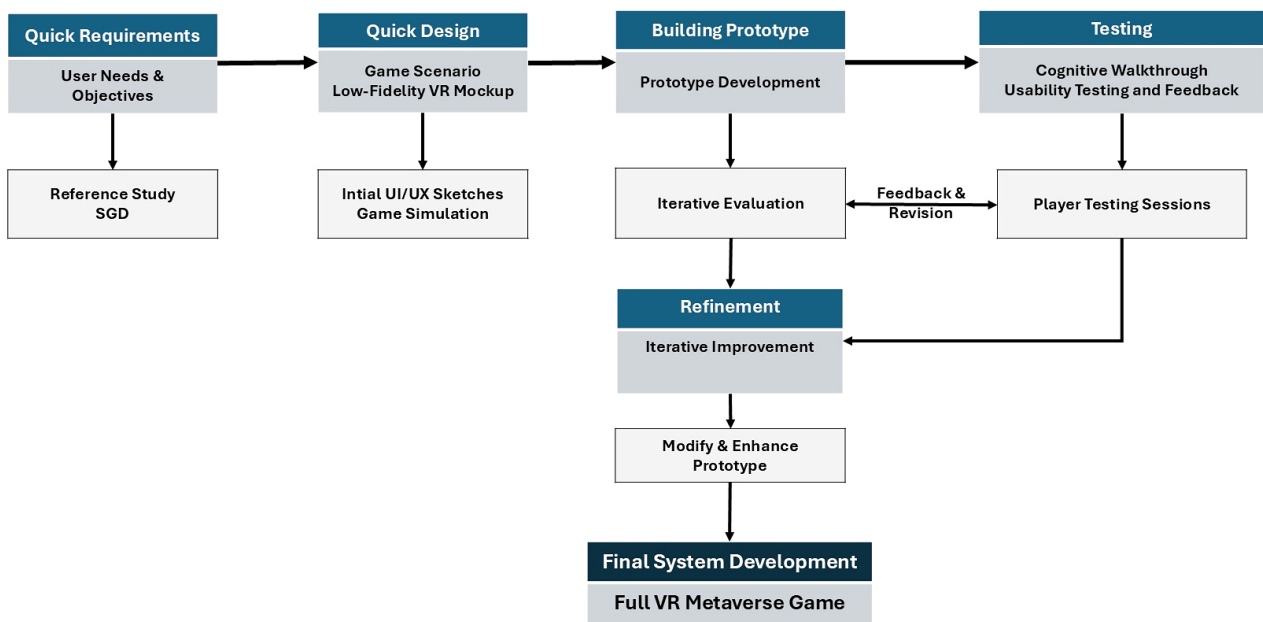 Quick Requirements
User Needs &
Objectives
Reference Study
SGD
Quick Design
Game Scenario
Low-Fidelity VR Mockup
Intial UI/UX Sketches
Game Simulation
Building Prototype
Prototype Development
Iterative Evaluation
Feedback &
Revision
Testing
Cognitive Walkthrough
Usability Testing and Feedback
Player Testing Sessions
Refinement
Iterative Improvement
Modify & Enhance
Prototype
Final System Development
Full VR Metaverse Game